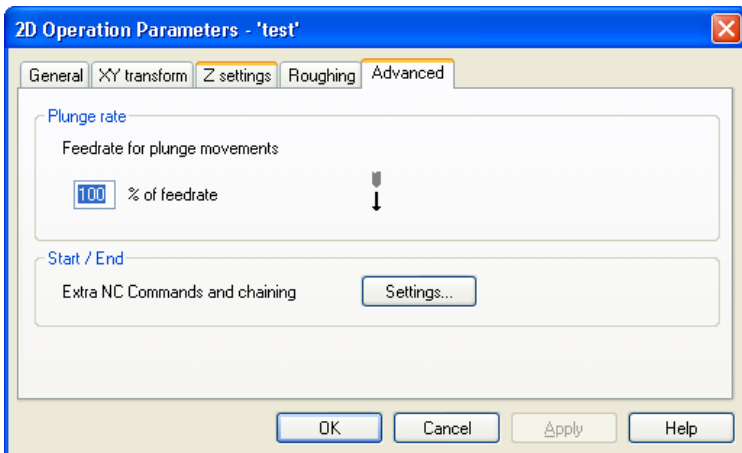 2D Operation Parameters - 'test'
General XY transform Z settings Roughing Advanced
Plunge rate
Feedrate for plunge movements
100 % of feedrate
Start / End
Extra NC Commands and chaining Settings...
OK Cancel Apply Help